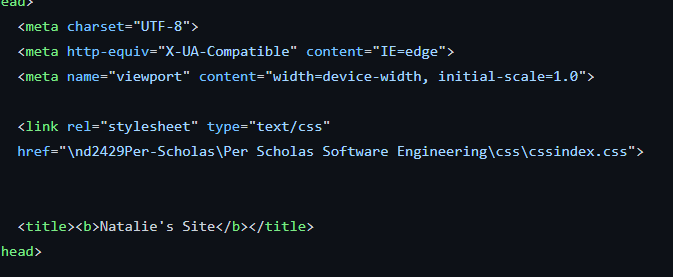 ead>
<meta charset="UTF-8">
<meta http-equiv="X-UA-Compatible" content="IE=edge">
<meta name="viewport" content="width=device-width, initial-scale=1.0">
<link rel="stylesheet" type="text/css"
href="\nd2429Per-Scholas\Per Scholas Software Engineering\css\cssindex.css">
<title><b>Natalie's Site</b></title>
head>